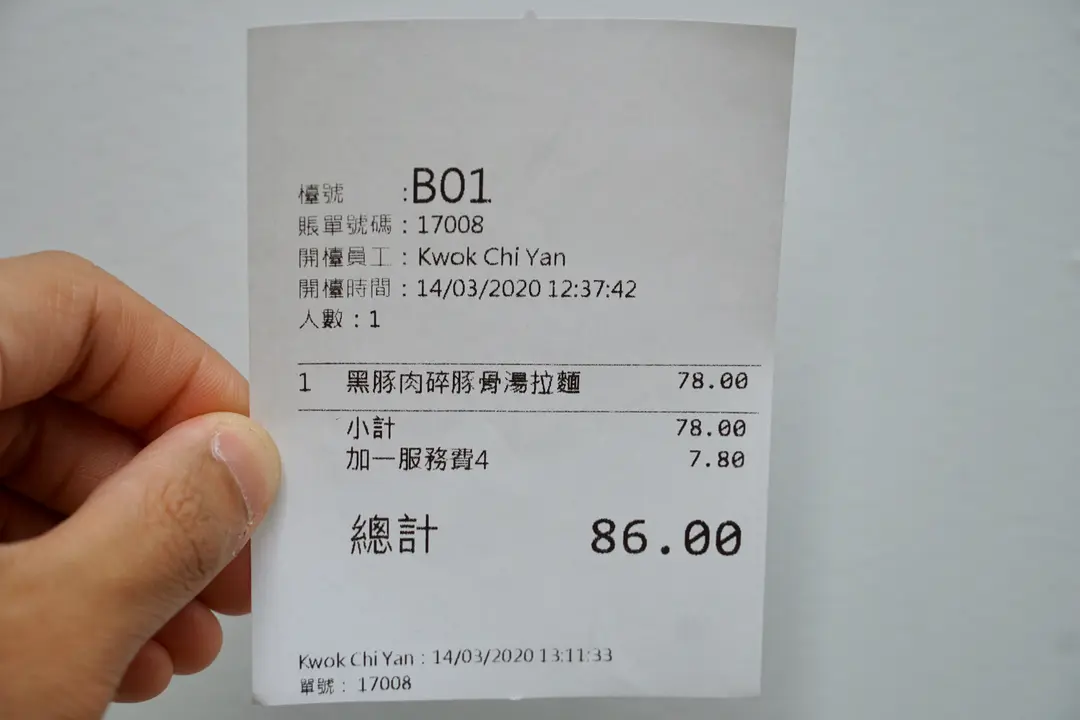 檯號 :B01
賬單號碼 : 17008
開檯員工 : Kwok Chi Yan
開檯時間 : 14/03/2020 12:37:42
人數 : 1
1 黑豚肉碎豚骨湯拉麵 78.00
小計 78.00
加一服務費4 7.80
總計 86.00
Kwok Chi Yan : 14/03/2020 13:11:33
單號 : 17008